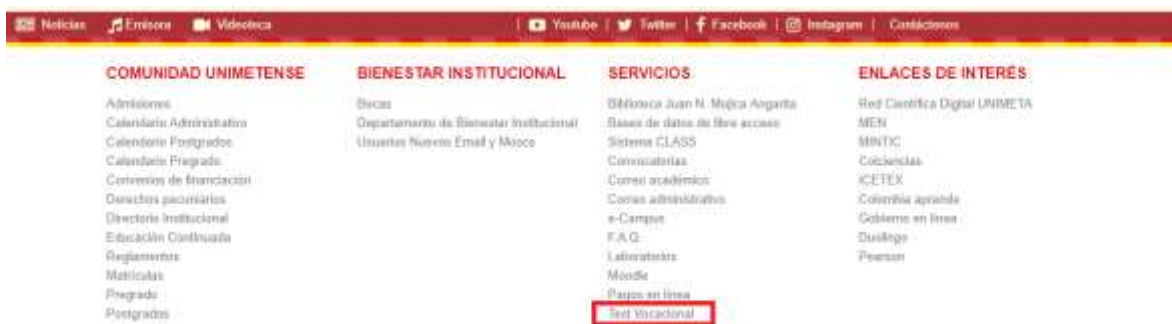 Noticias Emisora Videoteca | Youtube | Twitter | Facebook | Instagram | Contáctenos
COMUNIDAD UNIMETENSE
Admisiones
Calendario Administrativo
Calendario Postgrados
Calendario Pregrado
Convenios de financiación
Derechos pecuniarios
Directorio Institucional
Educación Continuada
Reglamentos
Matrículas
Pregrado
Postgrados
BIENESTAR INSTITUCIONAL
Becas
Departamento de Bienestar Institucional
Usuarios Nuevos Email y Mooco
SERVICIOS
Biblioteca Juan N. Mojica Angarita
Bases de datos de libre acceso
Sistema CLASS
Convocatorias
Correo académico
Correo administrativo
e-Campus
F.A.Q
Laboratorios
Moodle
Pagos en línea
Test Vocacional
ENLACES DE INTERÉS
Red Científica Digital UNIMETA
MEN
MINTIC
Colciencias
ICETEX
Colombia aprende
Gobierno en línea
Duolingo
Pearson